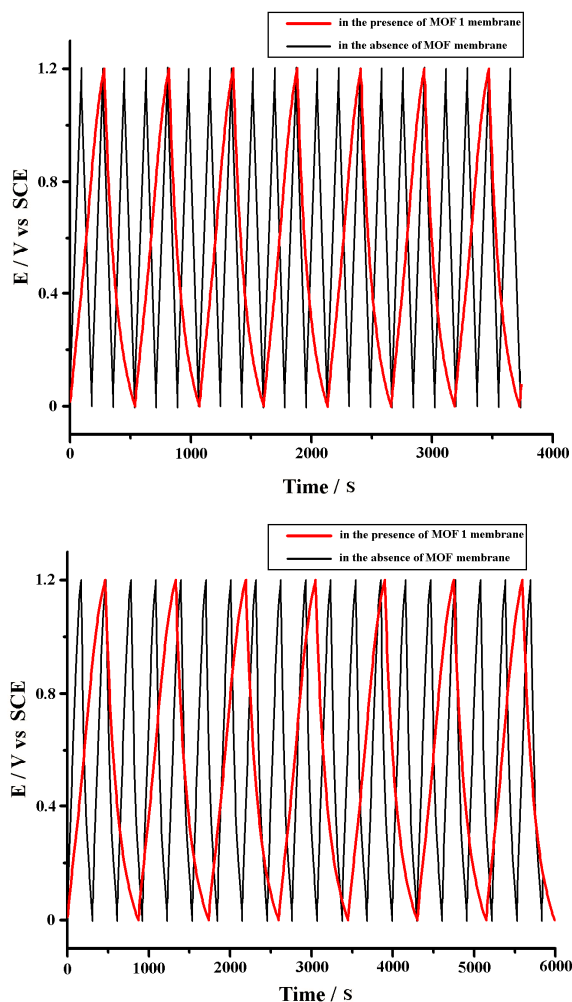 in the presence of MOF 1 membrane
in the absence of MOF membrane
1.2
0.8
0.4
0
E / V vs SCE
0 1000 2000 3000 4000
Time / s
in the presence of MOF 1 membrane
in the absence of MOF membrane
1.2
0.8
0.4
0
E / V vs SCE
0 1000 2000 3000 4000 5000 6000
Time / s